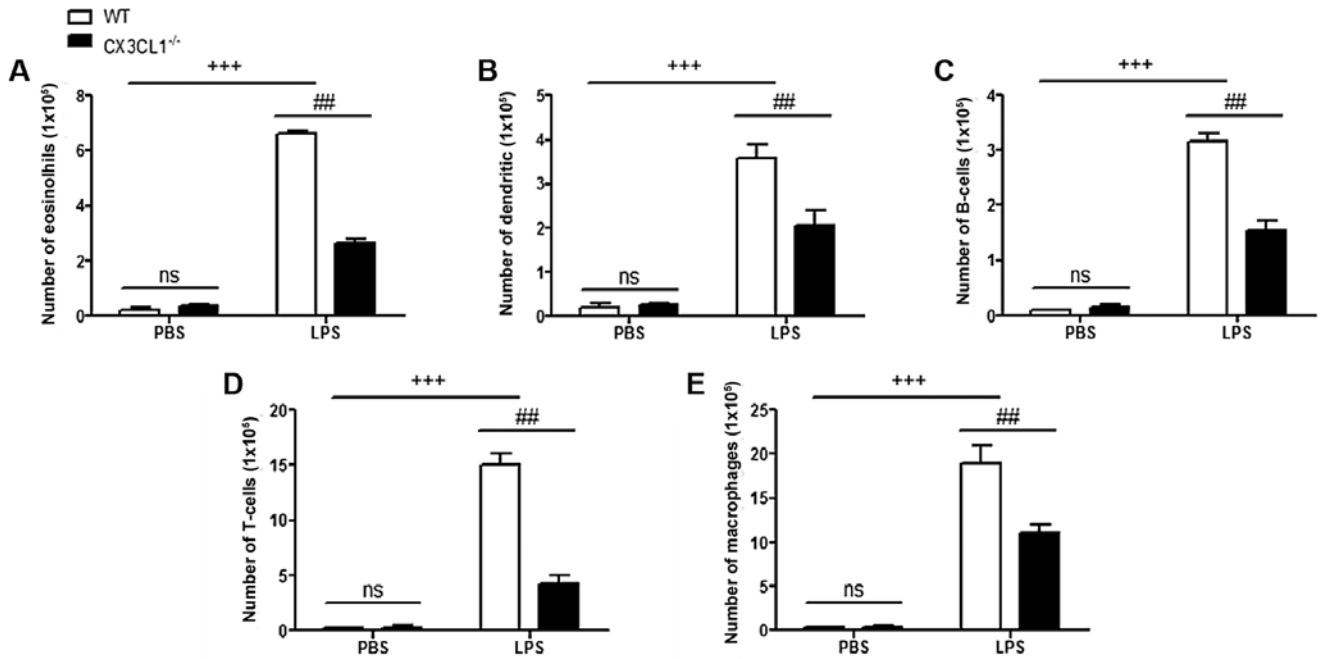 WT
CX3CL1-/-
A
+++
##
ns
Number of eosinolhils (1x10⁵)
8
6
4
2
0
PBS LPS
B
+++
##
ns
Number of dendritic (1x10⁵)
5
4
3
2
1
0
PBS LPS
C
+++
##
ns
Number of B-cells (1x10⁵)
4
3
2
1
0
PBS LPS
D
+++
##
ns
Number of T-cells (1x10⁵)
20
15
10
5
0
PBS LPS
E
+++
##
ns
Number of macrophages (1x10⁵)
25
20
15
10
5
0
PBS LPS